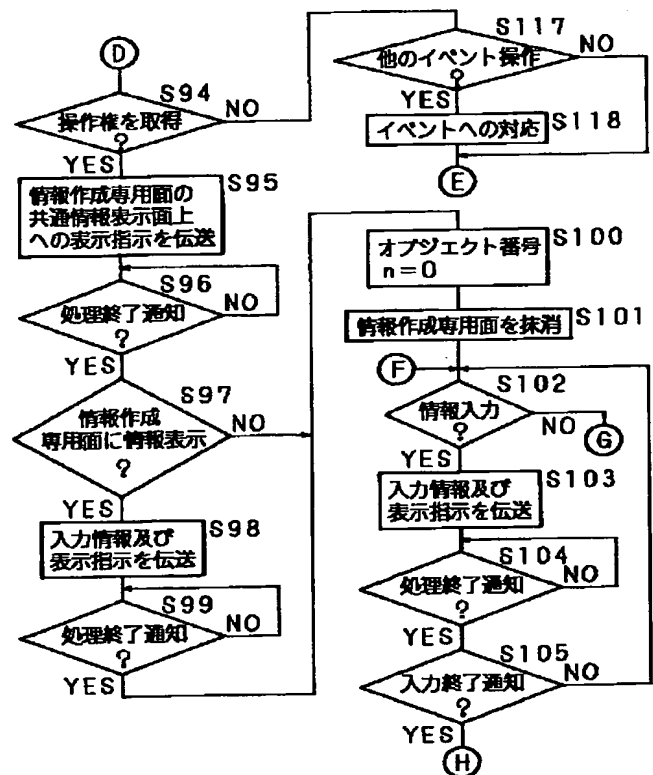 D
S94
操作権を取得
?
NO
YES
S95
情報作成専用面の
共通情報表示面上
への表示指示を伝送
S96
処理終了通知
?
NO
YES
S97
情報作成
専用面に情報表示
?
NO
YES
S98
入力情報及び
表示指示を伝送
S99
処理終了通知
?
NO
YES
S117
他のイベント操作
?
NO
YES
イベントへの対応
S118
E
S100
オブジェクト番号
n=0
情報作成専用面を抹消
S101
F
S102
情報入力
?
NO
G
YES
S103
入力情報及び
表示指示を伝送
S104
処理終了通知
?
NO
YES
S105
入力終了通知
?
NO
YES
H